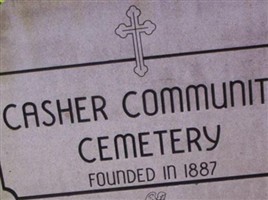 CASHER COMMUNIT
CEMETERY
FOUNDED IN 1887